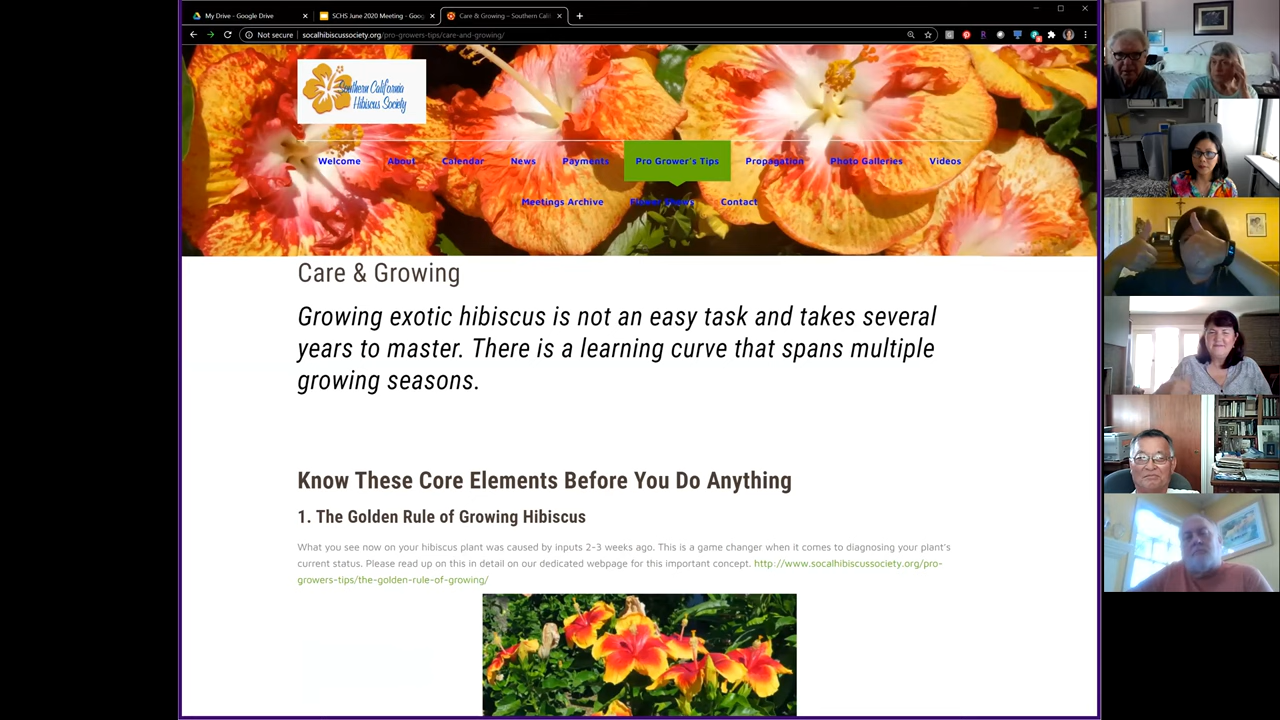 My Drive - Google Drive
SCHS June 2020 Meeting - Goog
Care & Growing – Southern Cali
Not secure
socalhibiscussociety.org/pro-growers-tips/care-and-growing/
Southern California
Hibiscus Society
Welcome
About
Calendar
News
Payments
Pro Grower's Tips
Propagation
Photo Galleries
Videos
Meetings Archive
Flower Shows
Contact
Care & Growing
Growing exotic hibiscus is not an easy task and takes several
years to master. There is a learning curve that spans multiple
growing seasons.
Know These Core Elements Before You Do Anything
1. The Golden Rule of Growing Hibiscus
What you see now on your hibiscus plant was caused by inputs 2-3 weeks ago. This is a game changer when it comes to diagnosing your plant's
current status. Please read up on this in detail on our dedicated webpage for this important concept. http://www.socalhibiscussociety.org/pro-
growers-tips/the-golden-rule-of-growing/